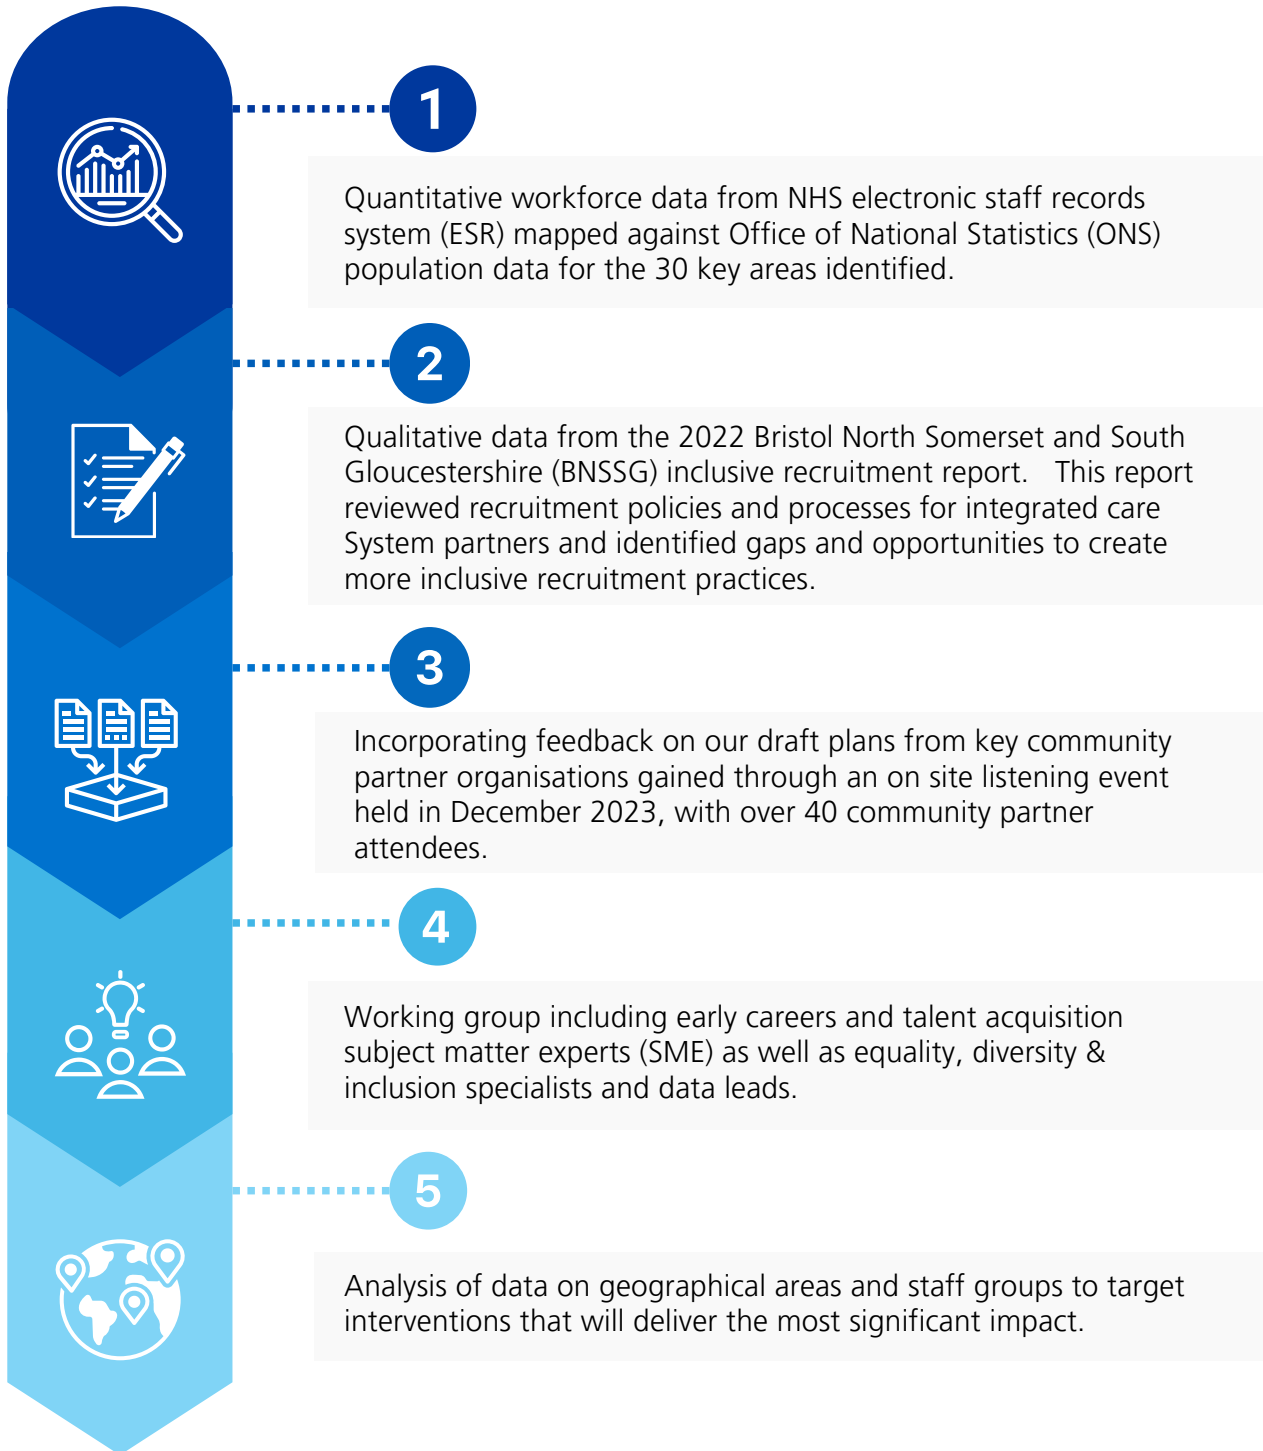 1
Quantitative workforce data from NHS electronic staff records
system (ESR) mapped against Office of National Statistics (ONS)
population data for the 30 key areas identified.
2
Qualitative data from the 2022 Bristol North Somerset and South
Gloucestershire (BNSSG) inclusive recruitment report.   This report
reviewed recruitment policies and processes for integrated care
System partners and identified gaps and opportunities to create
more inclusive recruitment practices.
3
Incorporating feedback on our draft plans from key community
partner organisations gained through an on site listening event
held in December 2023, with over 40 community partner
attendees.
4
Working group including early careers and talent acquisition
subject matter experts (SME) as well as equality, diversity &
inclusion specialists and data leads.
5
Analysis of data on geographical areas and staff groups to target
interventions that will deliver the most significant impact.